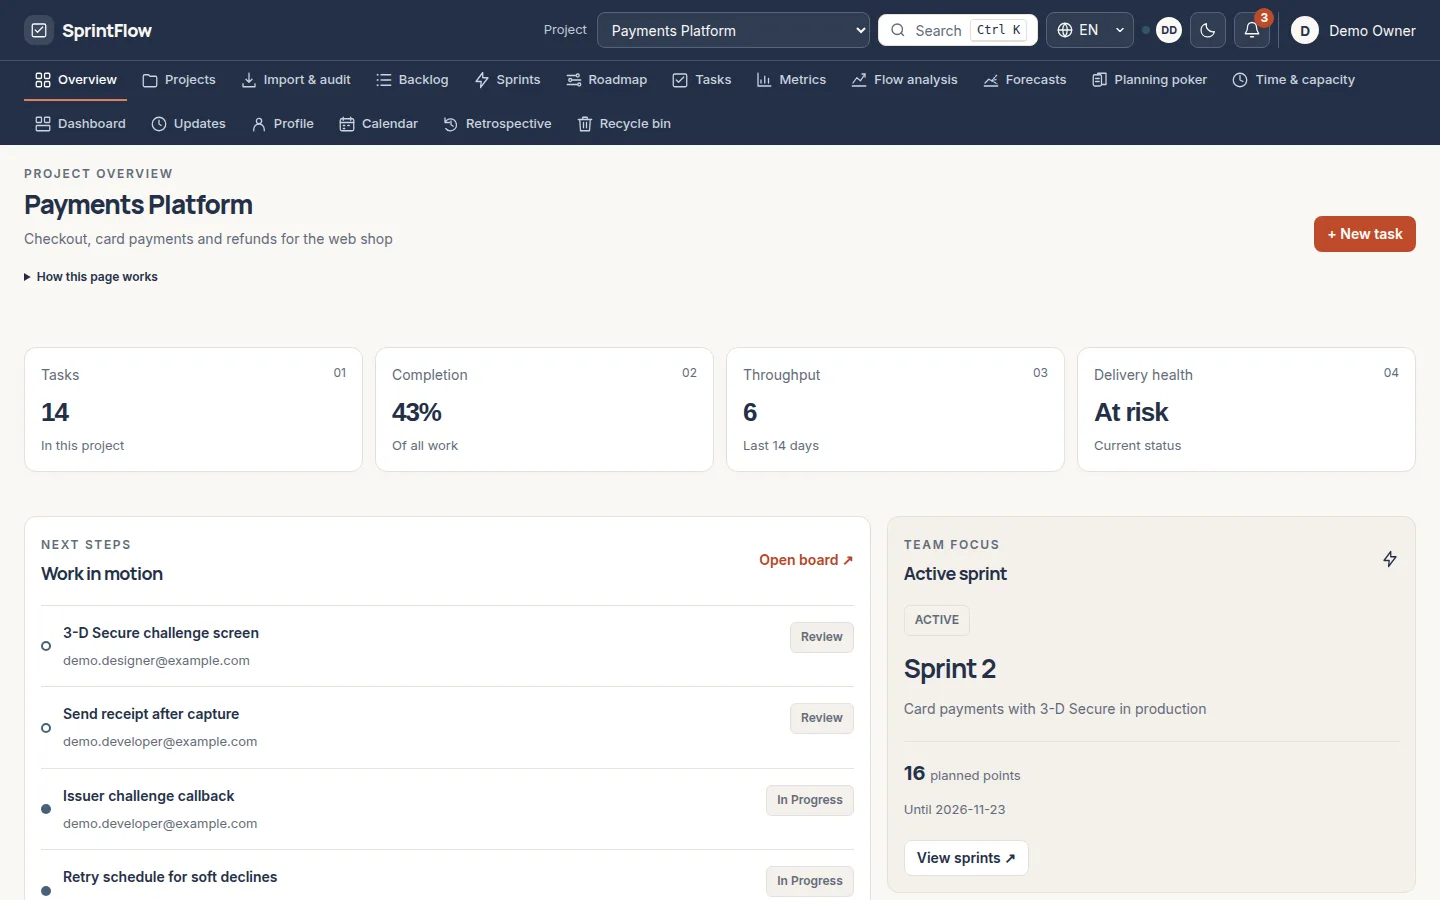 SprintFlow
Project
Payments Platform
Search Ctrl K
EN
DD
3
D
Demo Owner
Overview
Projects
Import & audit
Backlog
Sprints
Roadmap
Tasks
Metrics
Flow analysis
Forecasts
Planning poker
Time & capacity
Dashboard
Updates
Profile
Calendar
Retrospective
Recycle bin
PROJECT OVERVIEW
Payments Platform
Checkout, card payments and refunds for the web shop
+ New task
How this page works
Tasks 01
14
In this project
Completion 02
43%
Of all work
Throughput 03
6
Last 14 days
Delivery health 04
At risk
Current status
NEXT STEPS
Work in motion
Open board ↗
3-D Secure challenge screen
demo.designer@example.com
Review
Send receipt after capture
demo.developer@example.com
Review
Issuer challenge callback
demo.developer@example.com
In Progress
Retry schedule for soft declines
In Progress
TEAM FOCUS
Active sprint
ACTIVE
Sprint 2
Card payments with 3-D Secure in production
16 planned points
Until 2026-11-23
View sprints ↗